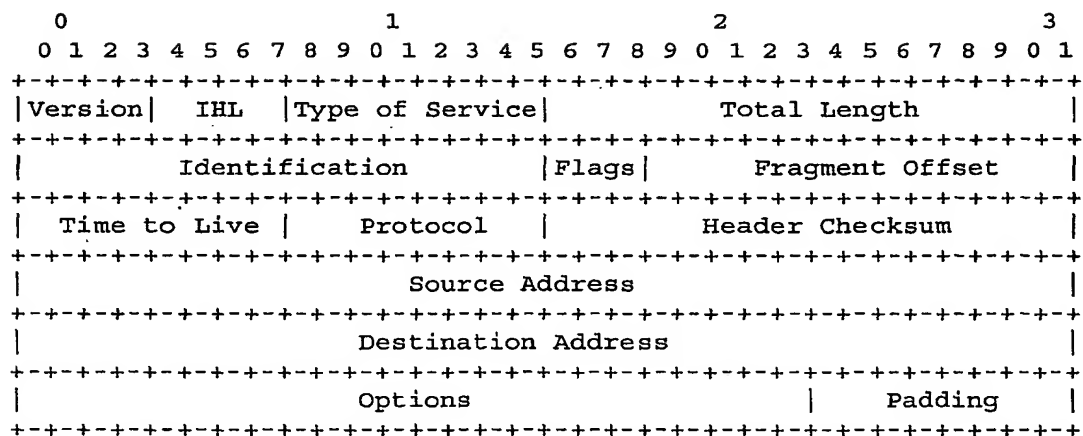 0 1 2 3
0 1 2 3 4 5 6 7 8 9 0 1 2 3 4 5 6 7 8 9 0 1 2 3 4 5 6 7 8 9 0 1
+-+-+-+-+-+-+-+-+-+-+-+-+-+-+-+-+-+-+-+-+-+-+-+-+-+-+-+-+-+-+-+-+
|Version| IHL |Type of Service| Total Length |
+-+-+-+-+-+-+-+-+-+-+-+-+-+-+-+-+-+-+-+-+-+-+-+-+-+-+-+-+-+-+-+-+
| Identification |Flags| Fragment Offset |
+-+-+-+-+-+-+-+-+-+-+-+-+-+-+-+-+-+-+-+-+-+-+-+-+-+-+-+-+-+-+-+-+
| Time to Live | Protocol | Header Checksum |
+-+-+-+-+-+-+-+-+-+-+-+-+-+-+-+-+-+-+-+-+-+-+-+-+-+-+-+-+-+-+-+-+
| Source Address |
+-+-+-+-+-+-+-+-+-+-+-+-+-+-+-+-+-+-+-+-+-+-+-+-+-+-+-+-+-+-+-+-+
| Destination Address |
+-+-+-+-+-+-+-+-+-+-+-+-+-+-+-+-+-+-+-+-+-+-+-+-+-+-+-+-+-+-+-+-+
| Options | Padding |
+-+-+-+-+-+-+-+-+-+-+-+-+-+-+-+-+-+-+-+-+-+-+-+-+-+-+-+-+-+-+-+-+